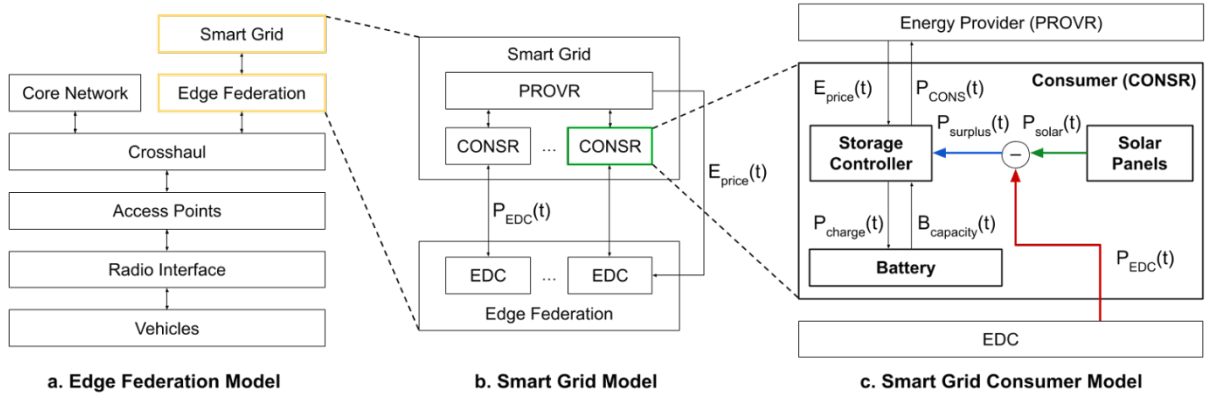 Smart Grid
Core Network
Edge Federation
Crosshaul
Access Points
Radio Interface
Vehicles
a. Edge Federation Model
Smart Grid
PROVR
CONSR
...
CONSR
E_price(t)
P_EDC(t)
EDC
...
EDC
Edge Federation
b. Smart Grid Model
Energy Provider (PROVR)
Consumer (CONSR)
E_price(t)
P_CONS(t)
P_surplus(t)
P_solar(t)
Storage
Controller
−
Solar
Panels
P_charge(t)
B_capacity(t)
P_EDC(t)
Battery
EDC
c. Smart Grid Consumer Model